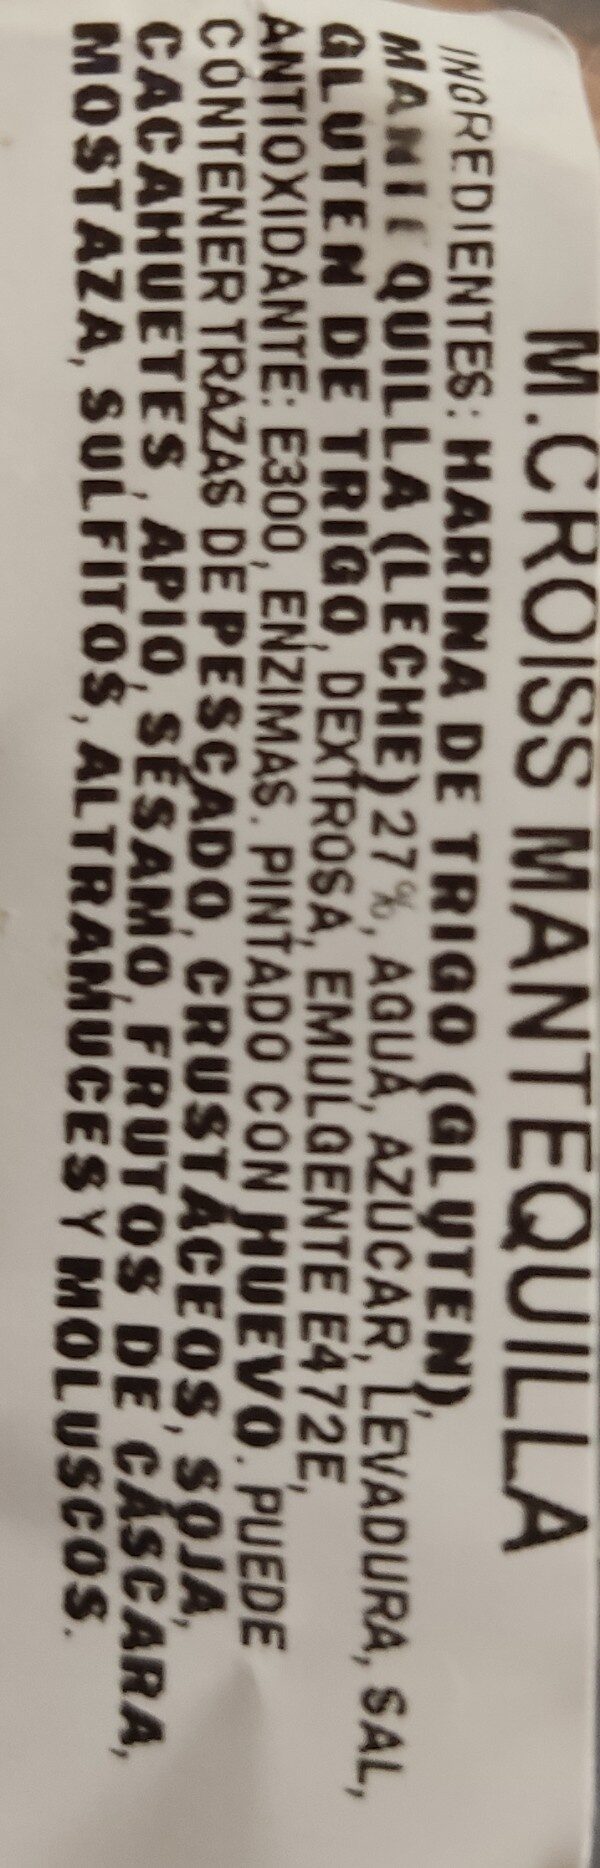 M.CROISS MANTEQUILLA
INGREDIENTES: HARINA DE TRIGO (GLUTEN),
MANTEQUILLA (LECHE) 27%, AGUA, AZUCAR, LEVADURA, SAL,
GLUTEN DE TRIGO, DEXTROSA, EMULGENTE E472E,
ANTIOXIDANTE: E300, ENZIMAS. PINTADO CON HUEVO. PUEDE
CONTENER TRAZAS DE PESCADO, CRUSTACEOS, SOJA,
CACAHUETES, APIO, SESAMO, FRUTOS DE CASCARA,
MOSTAZA, SULFITOS, ALTRAMUCES Y MOLUSCOS.